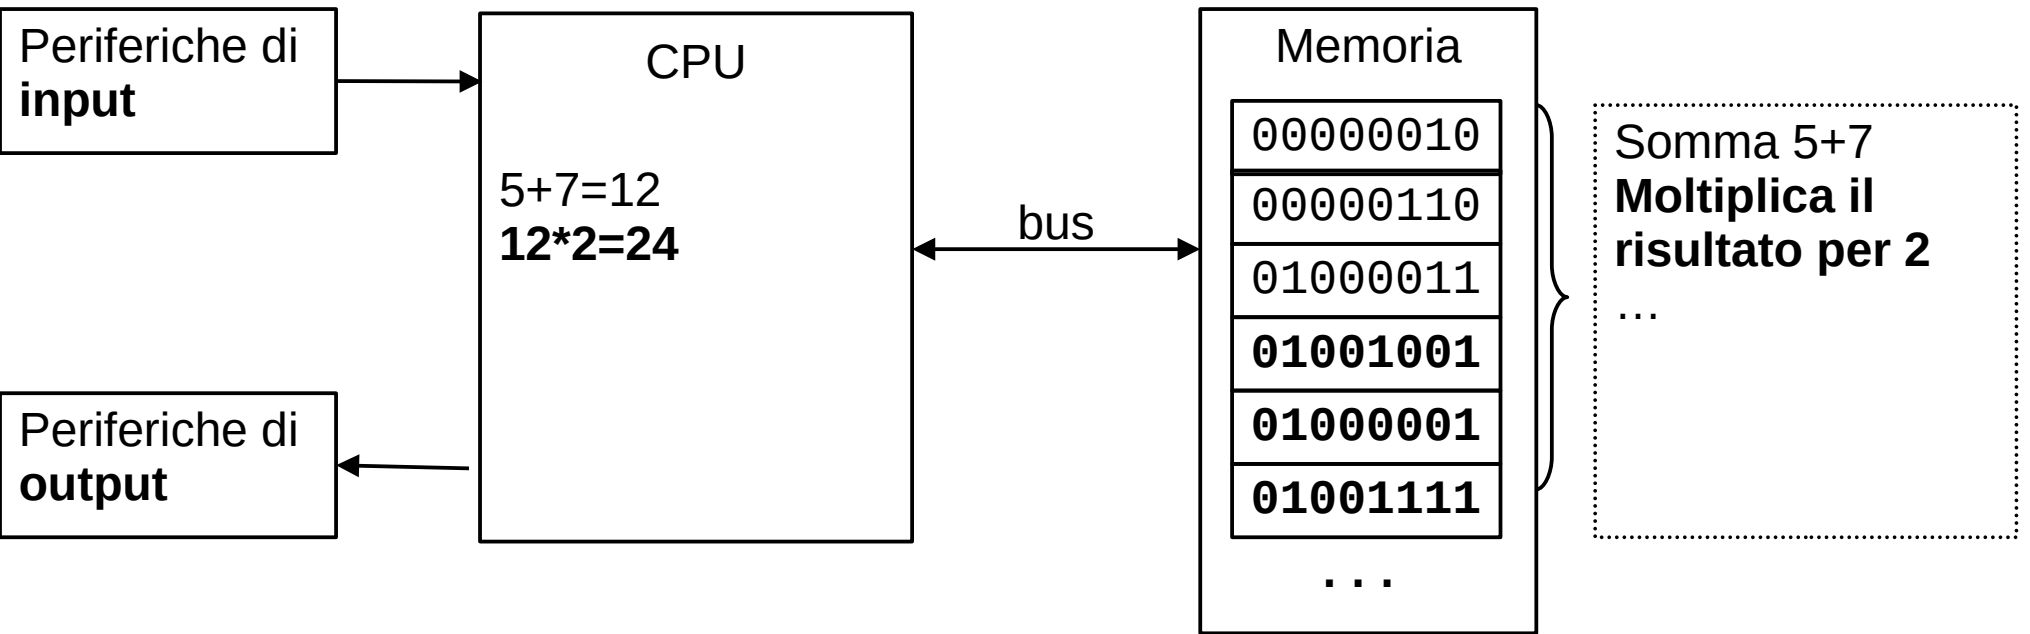 Periferiche di
input
CPU
5+7=12
12*2=24
Periferiche di
output
bus
Memoria
00000010
00000110
01000011
01001001
01000001
01001111
...
Somma 5+7
Moltiplica il
risultato per 2
…